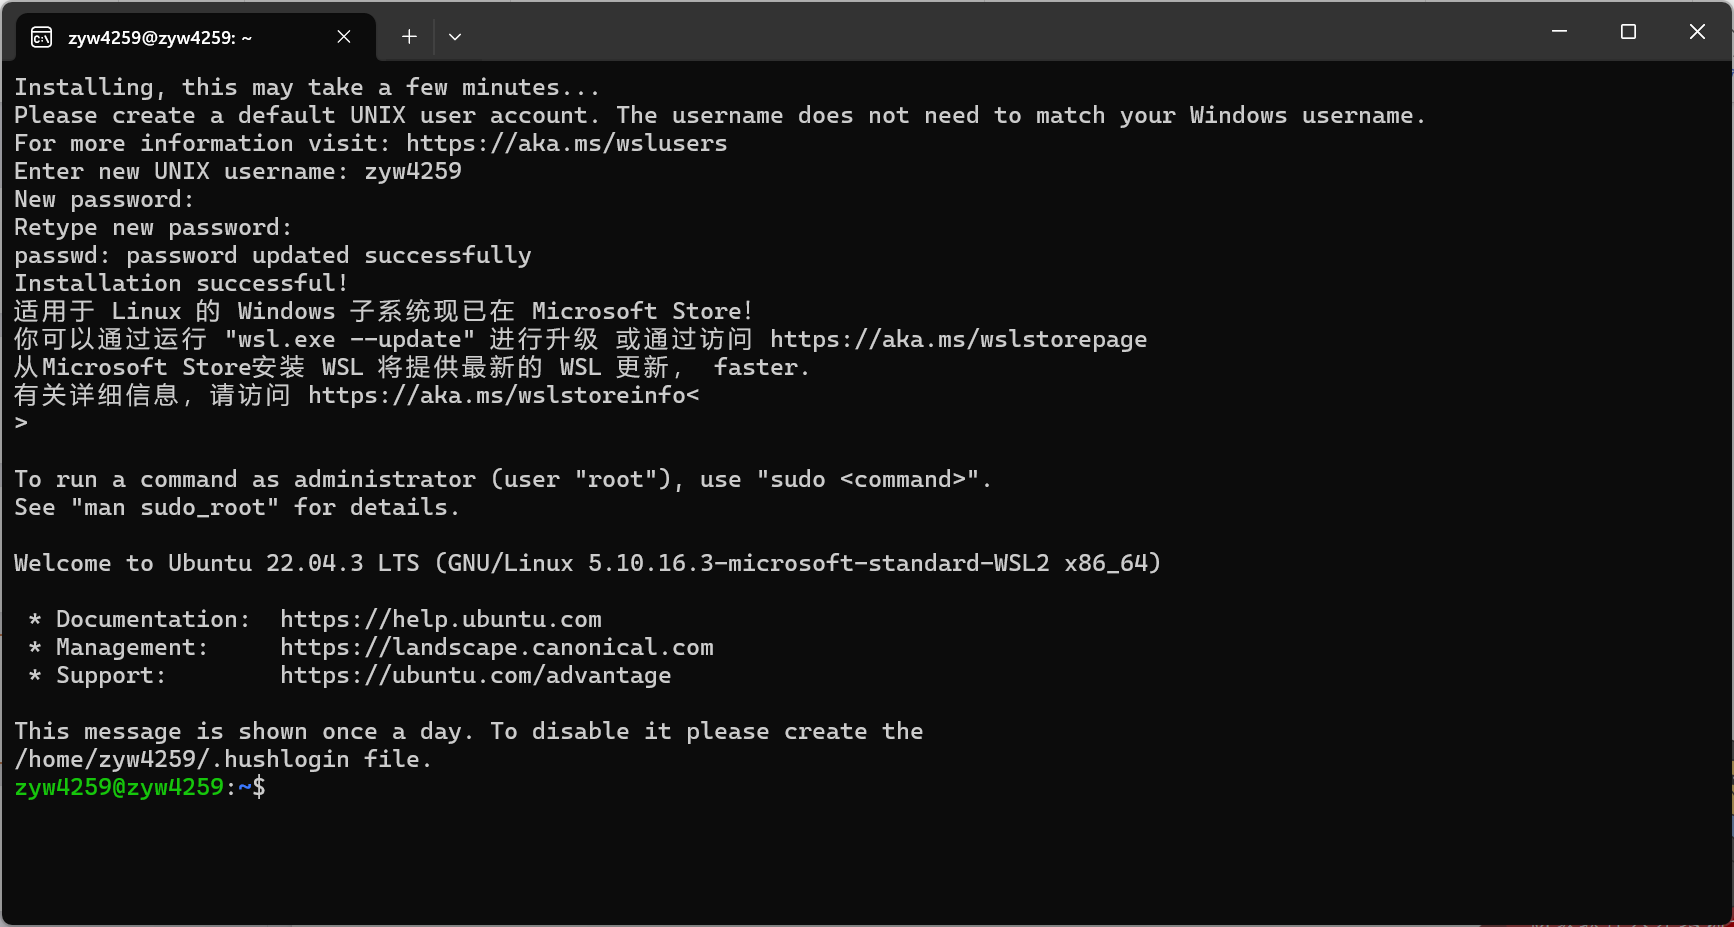 zyw4259@zyw4259: ~
Installing, this may take a few minutes...
Please create a default UNIX user account. The username does not need to match your Windows username.
For more information visit: https://aka.ms/wslusers
Enter new UNIX username: zyw4259
New password:
Retype new password:
passwd: password updated successfully
Installation successful!
适用于 Linux 的 Windows 子系统现已在 Microsoft Store!
你可以通过运行 "wsl.exe --update" 进行升级 或通过访问 https://aka.ms/wslstorepage
从Microsoft Store安装 WSL 将提供最新的 WSL 更新， faster.
有关详细信息，请访问 https://aka.ms/wslstoreinfo<
>
To run a command as administrator (user "root"), use "sudo <command>".
See "man sudo_root" for details.
Welcome to Ubuntu 22.04.3 LTS (GNU/Linux 5.10.16.3-microsoft-standard-WSL2 x86_64)
* Documentation:  https://help.ubuntu.com
* Management:     https://landscape.canonical.com
* Support:        https://ubuntu.com/advantage
This message is shown once a day. To disable it please create the
/home/zyw4259/.hushlogin file.
zyw4259@zyw4259:~$